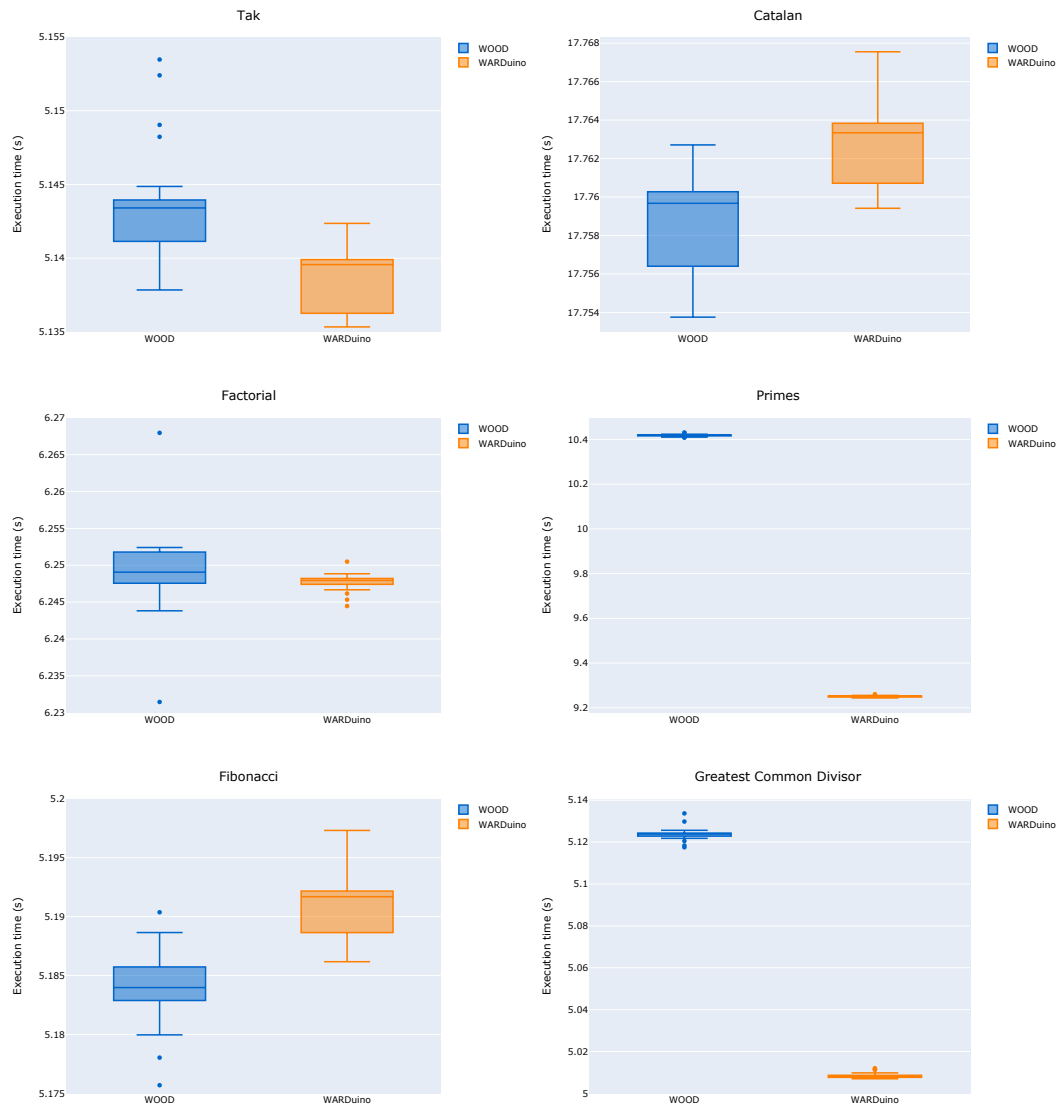 Tak
5.155
5.15
5.145
5.14
5.135
Execution time (s)
WOOD
WARDuino
WOOD
WARDuino
Catalan
17.768
17.766
17.764
17.762
17.76
17.758
17.756
17.754
Execution time (s)
WOOD
WARDuino
WOOD
WARDuino
Factorial
6.27
6.265
6.26
6.255
6.25
6.245
6.24
6.235
6.23
Execution time (s)
WOOD
WARDuino
WOOD
WARDuino
Primes
10.4
10.2
10
9.8
9.6
9.4
9.2
Execution time (s)
WOOD
WARDuino
WOOD
WARDuino
Fibonacci
5.2
5.195
5.19
5.185
5.18
5.175
Execution time (s)
WOOD
WARDuino
WOOD
WARDuino
Greatest Common Divisor
5.14
5.12
5.1
5.08
5.06
5.04
5.02
5
Execution time (s)
WOOD
WARDuino
WOOD
WARDuino